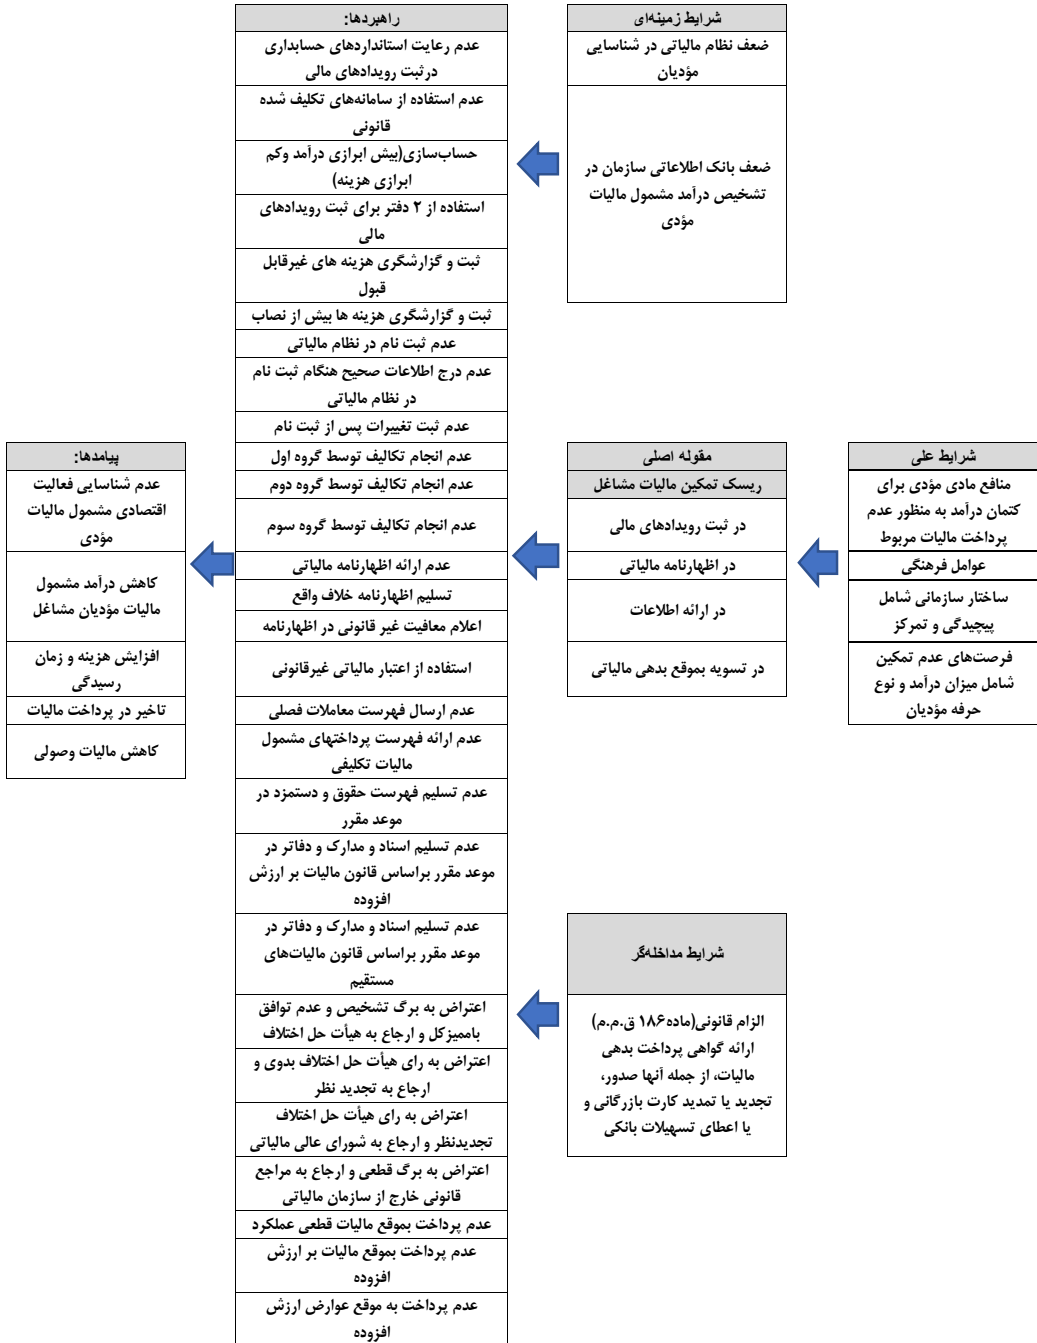 شرایط زمینه‌ای
ضعف نظام مالیاتی در شناسایی
مؤدیان
ضعف بانک اطلاعاتی سازمان در
تشخیص درآمد مشمول مالیات
مؤدی
شرایط علی
منافع مادی مؤدی برای
کتمان درآمد به منظور عدم
پرداخت مالیات مربوط
عوامل فرهنگی
ساختار سازمانی شامل
پیچیدگی و تمرکز
فرصت‌های عدم تمکین
شامل میزان درآمد و نوع
حرفه مؤدیان
مقوله اصلی
ریسک تمکین مالیات مشاغل
در ثبت رویدادهای مالی
در اظهارنامه مالیاتی
در ارائه اطلاعات
در تسویه بموقع بدهی مالیاتی
شرایط مداخله‌گر
الزام قانونی(ماده۱۸۶ ق.م.م)
ارائه گواهی پرداخت بدهی
مالیات، از جمله آنها صدور،
تجدید یا تمدید کارت بازرگانی و
یا اعطای تسهیلات بانکی
راهبردها:
عدم رعایت استانداردهای حسابداری
درثبت رویدادهای مالی
عدم استفاده از سامانه‌های تکلیف شده
قانونی
حساب‌سازی(بیش ابرازی درآمد وکم
ابرازی هزینه)
استفاده از ۲ دفتر برای ثبت رویدادهای
مالی
ثبت و گزارشگری هزینه های غیرقابل
قبول
ثبت و گزارشگری هزینه ها بیش از نصاب
عدم ثبت نام در نظام مالیاتی
عدم درج اطلاعات صحیح هنگام ثبت نام
در نظام مالیاتی
عدم ثبت تغییرات پس از ثبت نام
عدم انجام تکالیف توسط گروه اول
عدم انجام تکالیف توسط گروه دوم
عدم انجام تکالیف توسط گروه سوم
عدم ارائه اظهارنامه مالیاتی
تسلیم اظهارنامه خلاف واقع
اعلام معافیت غیر قانونی در اظهارنامه
استفاده از اعتبار مالیاتی غیرقانونی
عدم ارسال فهرست معاملات فصلی
عدم ارائه فهرست پرداختهای مشمول
مالیات تکلیفی
عدم تسلیم فهرست حقوق و دستمزد در
موعد مقرر
عدم تسلیم اسناد و مدارک و دفاتر در
موعد مقرر براساس قانون مالیات بر ارزش
افزوده
عدم تسلیم اسناد و مدارک و دفاتر در
موعد مقرر براساس قانون مالیات‌های
مستقیم
اعتراض به برگ تشخیص و عدم توافق
باممیزکل و ارجاع به هیأت حل اختلاف
اعتراض به رای هیأت حل اختلاف بدوی و
ارجاع به تجدید نظر
اعتراض به رای هیأت حل اختلاف
تجدیدنظر و ارجاع به شورای عالی مالیاتی
اعتراض به برگ قطعی و ارجاع به مراجع
قانونی خارج از سازمان مالیاتی
عدم پرداخت بموقع مالیات قطعی عملکرد
عدم پرداخت بموقع مالیات بر ارزش
افزوده
عدم پرداخت به موقع عوارض ارزش
افزوده
پیامدها:
عدم شناسایی فعالیت
اقتصادی مشمول مالیات
مؤدی
کاهش درآمد مشمول
مالیات مؤدیان مشاغل
افزایش هزینه و زمان
رسیدگی
تاخیر در پرداخت مالیات
کاهش مالیات وصولی